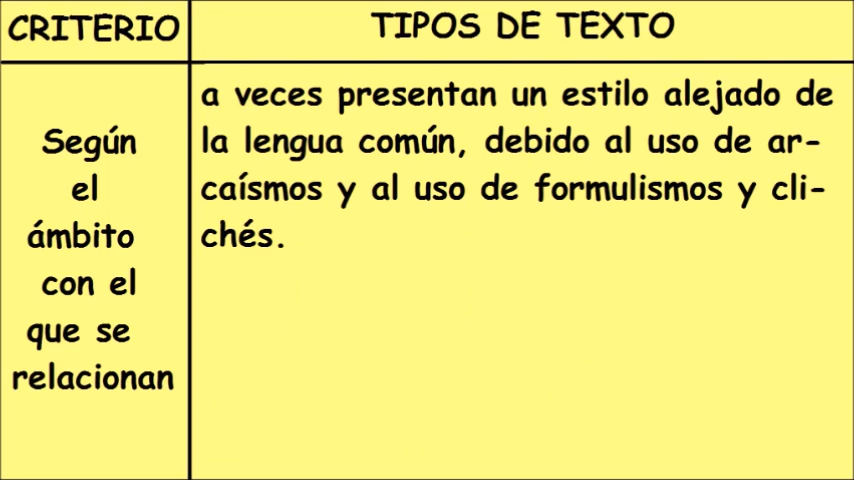 CRITERIO
TIPOS DE TEXTO
Según
el
ámbito
con el
que se
relacionan
a veces presentan un estilo alejado de
la lengua común, debido al uso de ar-
caísmos y al uso de formulismos y cli-
chés.